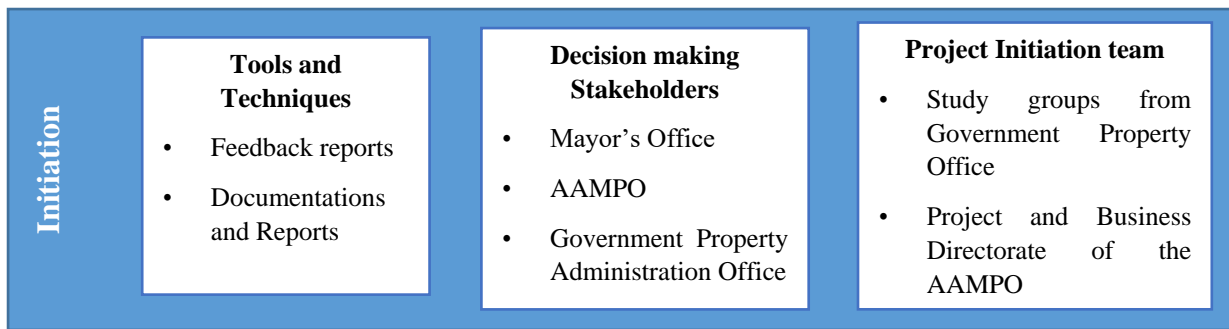 Initiation
Tools and
Techniques
• Feedback reports
• Documentations
and Reports
Decision making
Stakeholders
• Mayor’s Office
• AAMPO
• Government Property
Administration Office
Project Initiation team
• Study groups from
Government Property
Office
• Project and Business
Directorate of the
AAMPO